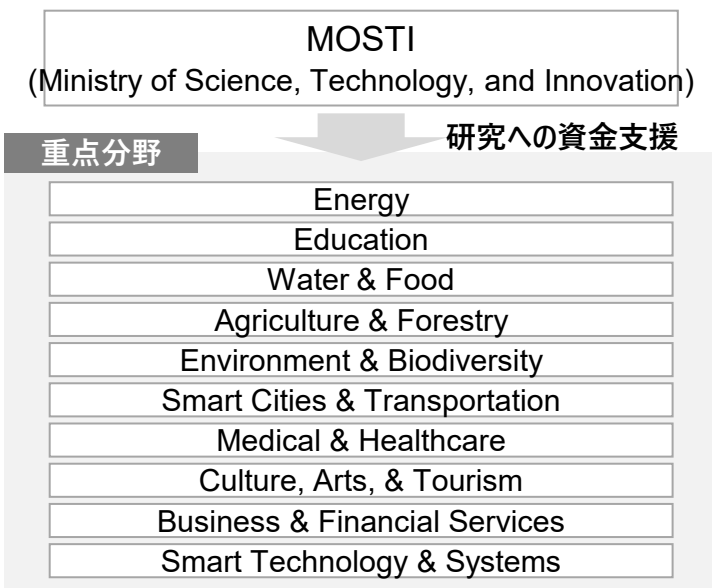 MOSTI
(Ministry of Science, Technology, and Innovation)
研究への資金支援
重点分野
Energy
Education
Water & Food
Agriculture & Forestry
Environment & Biodiversity
Smart Cities & Transportation
Medical & Healthcare
Culture, Arts, & Tourism
Business & Financial Services
Smart Technology & Systems